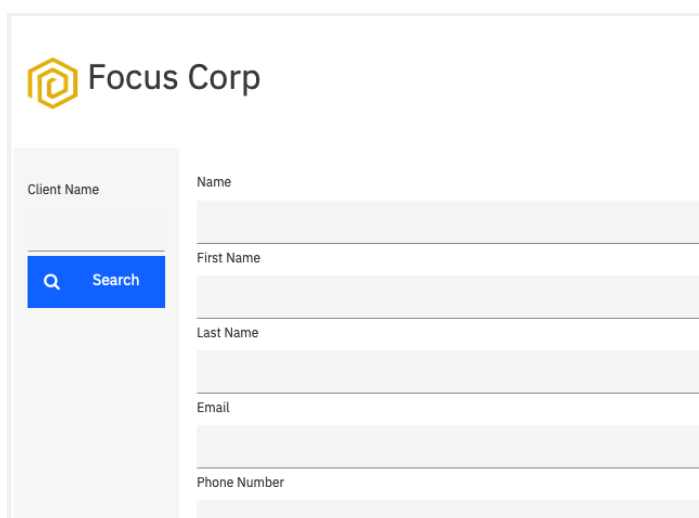 Focus Corp
Client Name
Search
Name
First Name
Last Name
Email
Phone Number